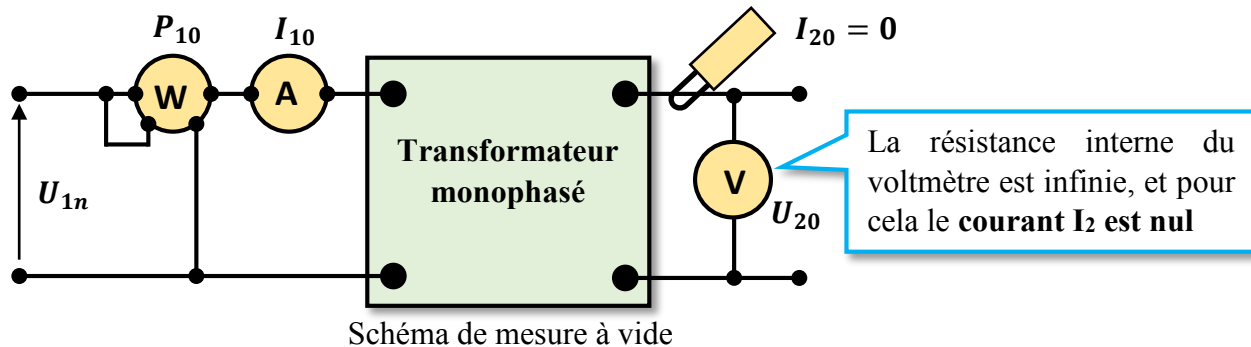 P₁₀
I₁₀
I₂₀ = 0
W
A
U₁ₙ
Transformateur
monophasé
V
U₂₀
La résistance interne du
voltmètre est infinie, et pour
cela le courant I₂ est nul
Schéma de mesure à vide